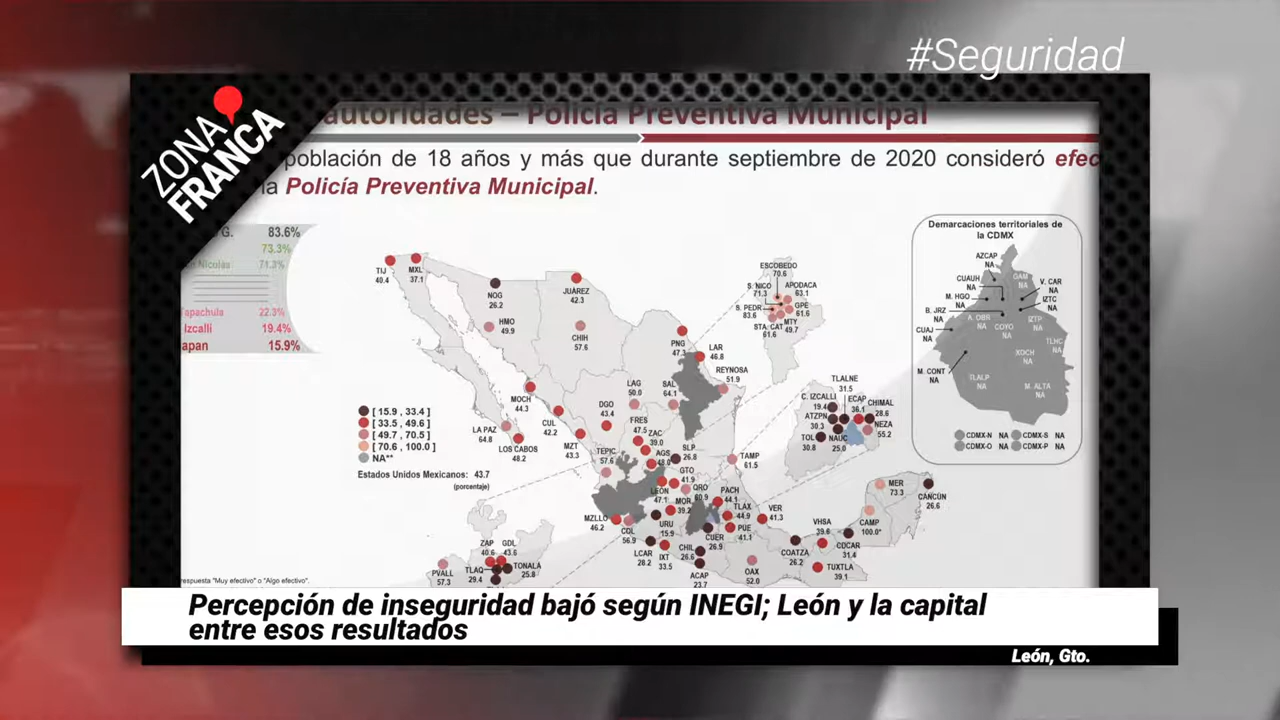 #Seguridad
ZONA
FRANCA
autoridades – Policía Preventiva Municipal
población de 18 años y más que durante septiembre de 2020 consideró efec
la Policía Preventiva Municipal.
G. 83.6%
73.3%
Nicolás 71.3%
Tapachula 22.3%
Izcalli 19.4%
apan 15.9%
TIJ
40.4
MXL
37.1
NOG
26.2
JUÁREZ
42.3
HMO
49.9
CHIH
57.6
PNG
47.3
LAR
46.8
REYNOSA
51.9
ESCOBEDO
70.6
S. NICO
71.3
APODACA
63.1
S. PEDR
83.6
GPE
61.6
STA. CAT
61.6
MTY
49.7
MOCH
44.3
CUL
42.2
LA PAZ
64.8
LOS CABOS
48.2
MZT
43.3
DGO
43.4
LAG
50.0
SAL
64.1
FRES
47.5
ZAC
39.0
AGS
48.0
SLP
26.8
TEPIC
57.6
GTO
41.9
LEÓN
47.1
QRO
60.9
MOR
39.2
PACH
44.1
TAMP
61.5
TLAX
44.9
VER
41.3
PUE
41.1
MZLLO
46.2
COL
56.9
URU
15.9
CUER
26.9
LCAR
28.2
IXT
33.5
CHIL
26.6
ACAP
23.7
OAX
52.0
COATZA
26.2
VHSA
39.6
CDCAR
31.4
TUXTLA
39.1
MER
73.3
CANCÚN
26.6
CAMP
100.0*
[ 15.9 , 33.4 ]
[ 33.5 , 49.6 ]
[ 49.7 , 70.5 ]
[ 70.6 , 100.0 ]
NA**
Estados Unidos Mexicanos: 43.7
(porcentaje)
ZAP
40.6
GDL
43.6
PVALL
57.3
TLAQ
29.4
TONALÁ
25.8
TLALNE
31.5
C. IZCALLI
19.4
ECAP
36.1
CHIMAL
28.6
ATZPN
30.3
NEZA
55.2
TOL
30.8
NAUC
25.0
Demarcaciones territoriales de
la CDMX
AZCAP
NA
GAM
NA
CUAUH
NA
V. CAR
NA
M. HGO
NA
IZTC
NA
B. JRZ
NA
A. OBR
NA
COYO
NA
IZTP
NA
CUAJ
NA
TLHC
NA
XOCH
NA
M. CONT
NA
TLALP
NA
M. ALTA
NA
CDMX-N NA CDMX-S NA
CDMX-O NA CDMX-P NA
respuesta "Muy efectivo" o "Algo efectivo".
Percepción de inseguridad bajó según INEGI; León y la capital
entre esos resultados
León, Gto.